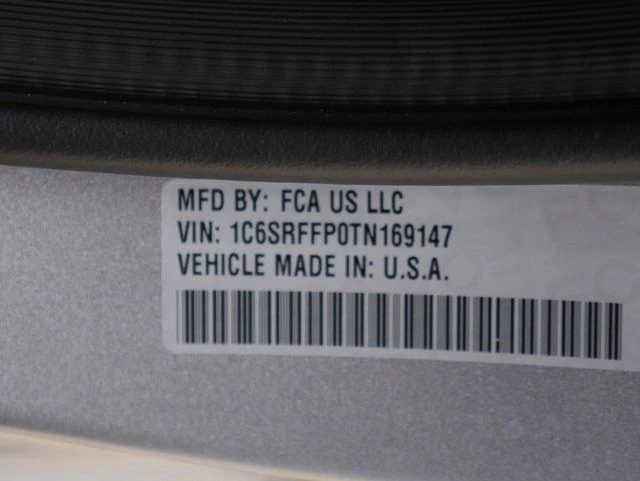 MFD BY: FCA US LLC
VIN: 1C6SRFFP0TN169147
VEHICLE MADE IN: U.S.A.